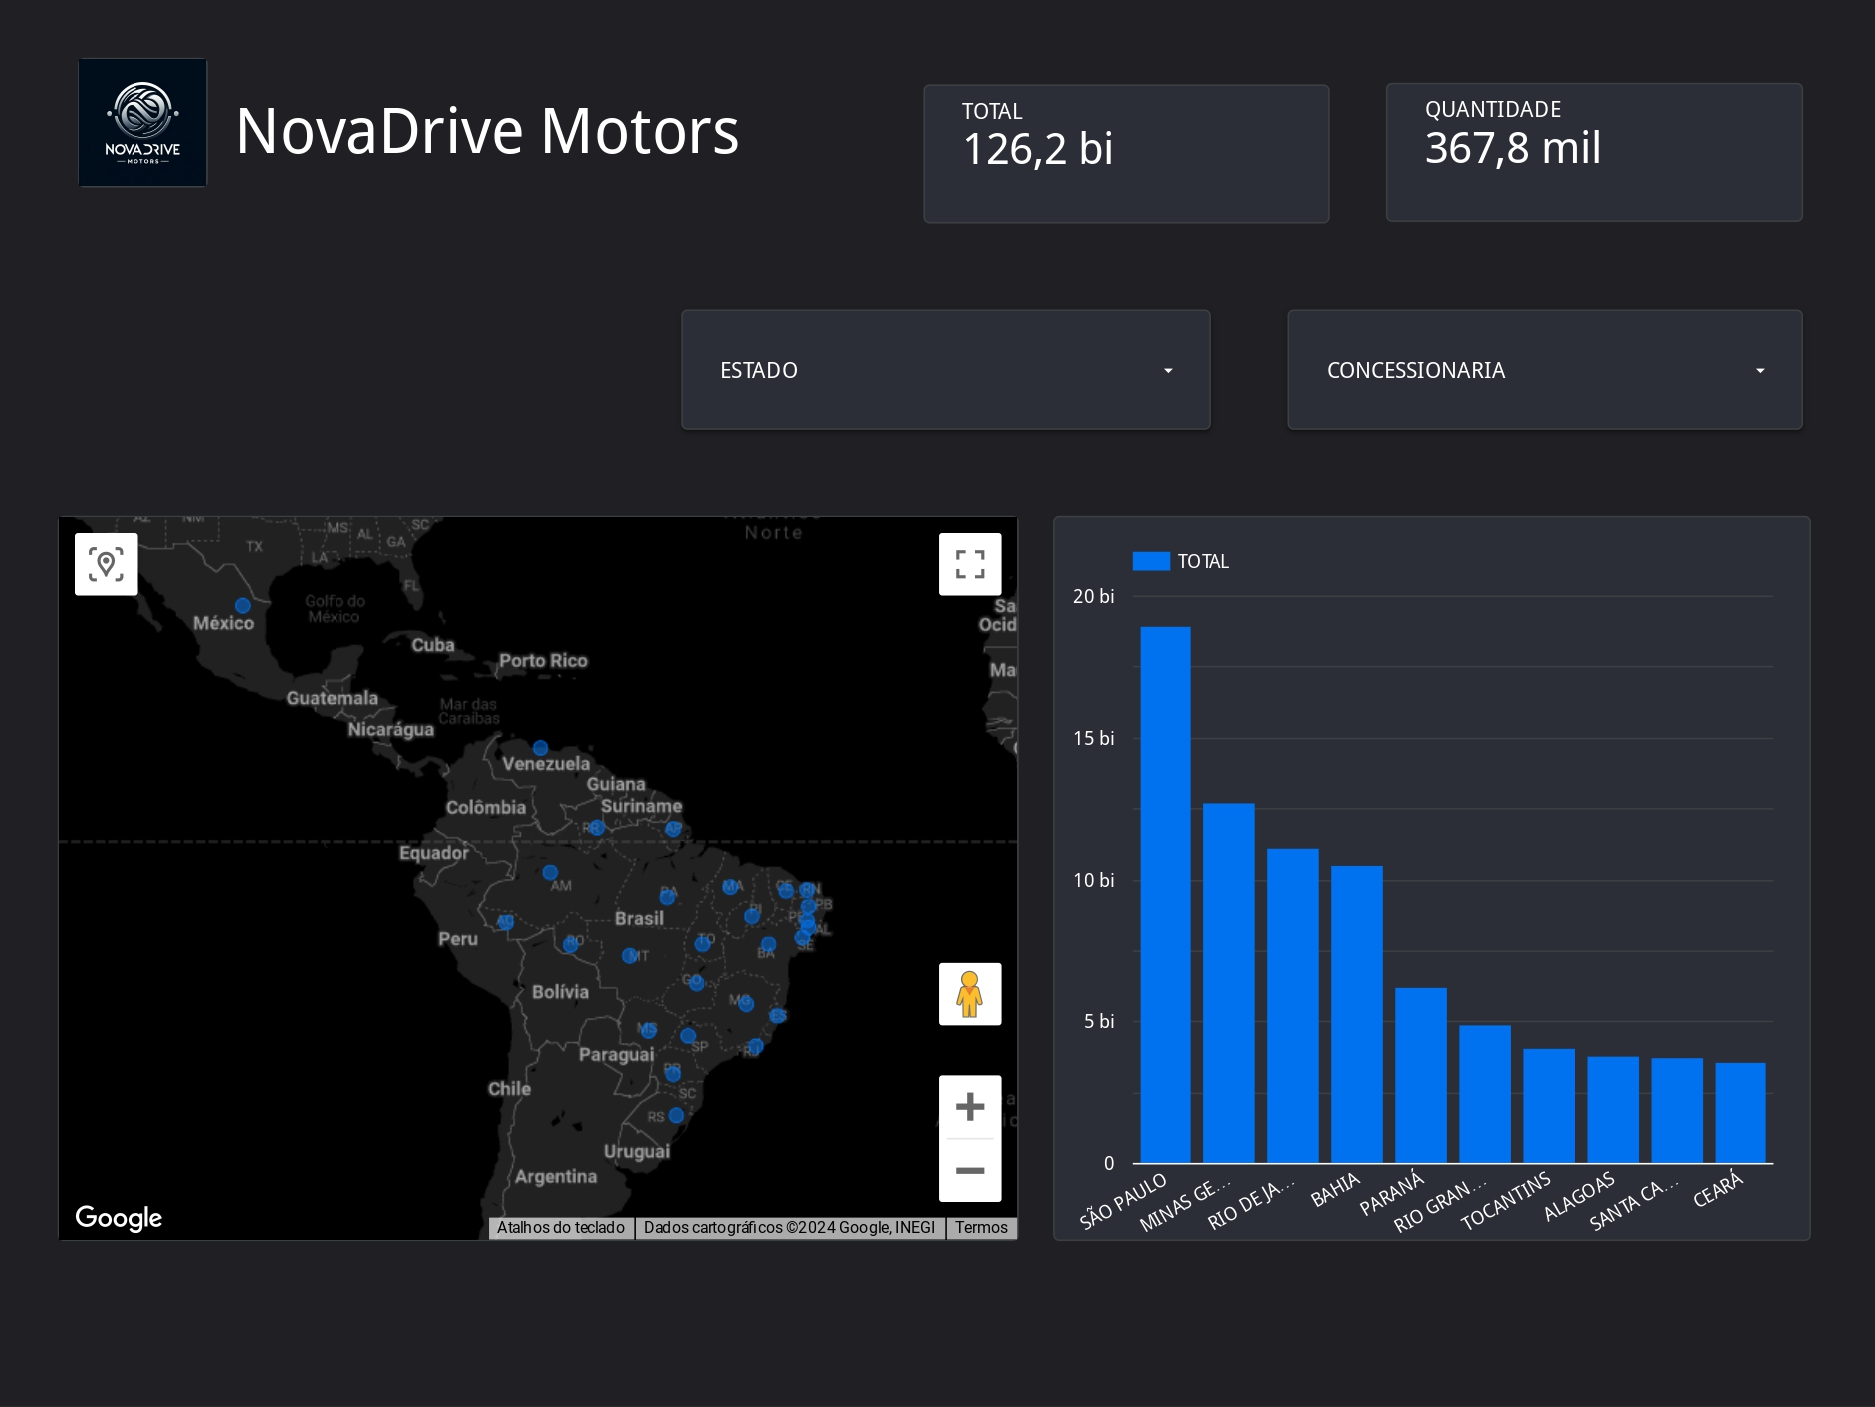 NOVADRIVE
MOTORS
NovaDrive Motors
TOTAL
126,2 bi
QUANTIDADE
367,8 mil
ESTADO
CONCESSIONARIA
AZ
NM
TX
MS
AL
SC
LA
GA
FL
Norte
Golfo do
México
México
Cuba
Porto Rico
Guatemala
Mar das
Caraíbas
Nicarágua
Venezuela
Guiana
Suriname
Colômbia
RR
AP
Equador
AM
PA
MA
CE
RN
PB
PI
PE
AL
SE
AC
Brasil
Peru
RO
MT
TO
BA
GO
MG
ES
Bolívia
MS
SP
RJ
Paraguai
PR
SC
Chile
RS
Uruguai
Argentina
Sa
Ocid
Ma
Google
Atalhos do teclado
Dados cartográficos ©2024 Google, INEGI
Termos
TOTAL
20 bi
15 bi
10 bi
5 bi
0
SÃO PAULO
MINAS GE…
RIO DE JA…
BAHIA
PARANÁ
RIO GRAN…
TOCANTINS
ALAGOAS
SANTA CA…
CEARÁ